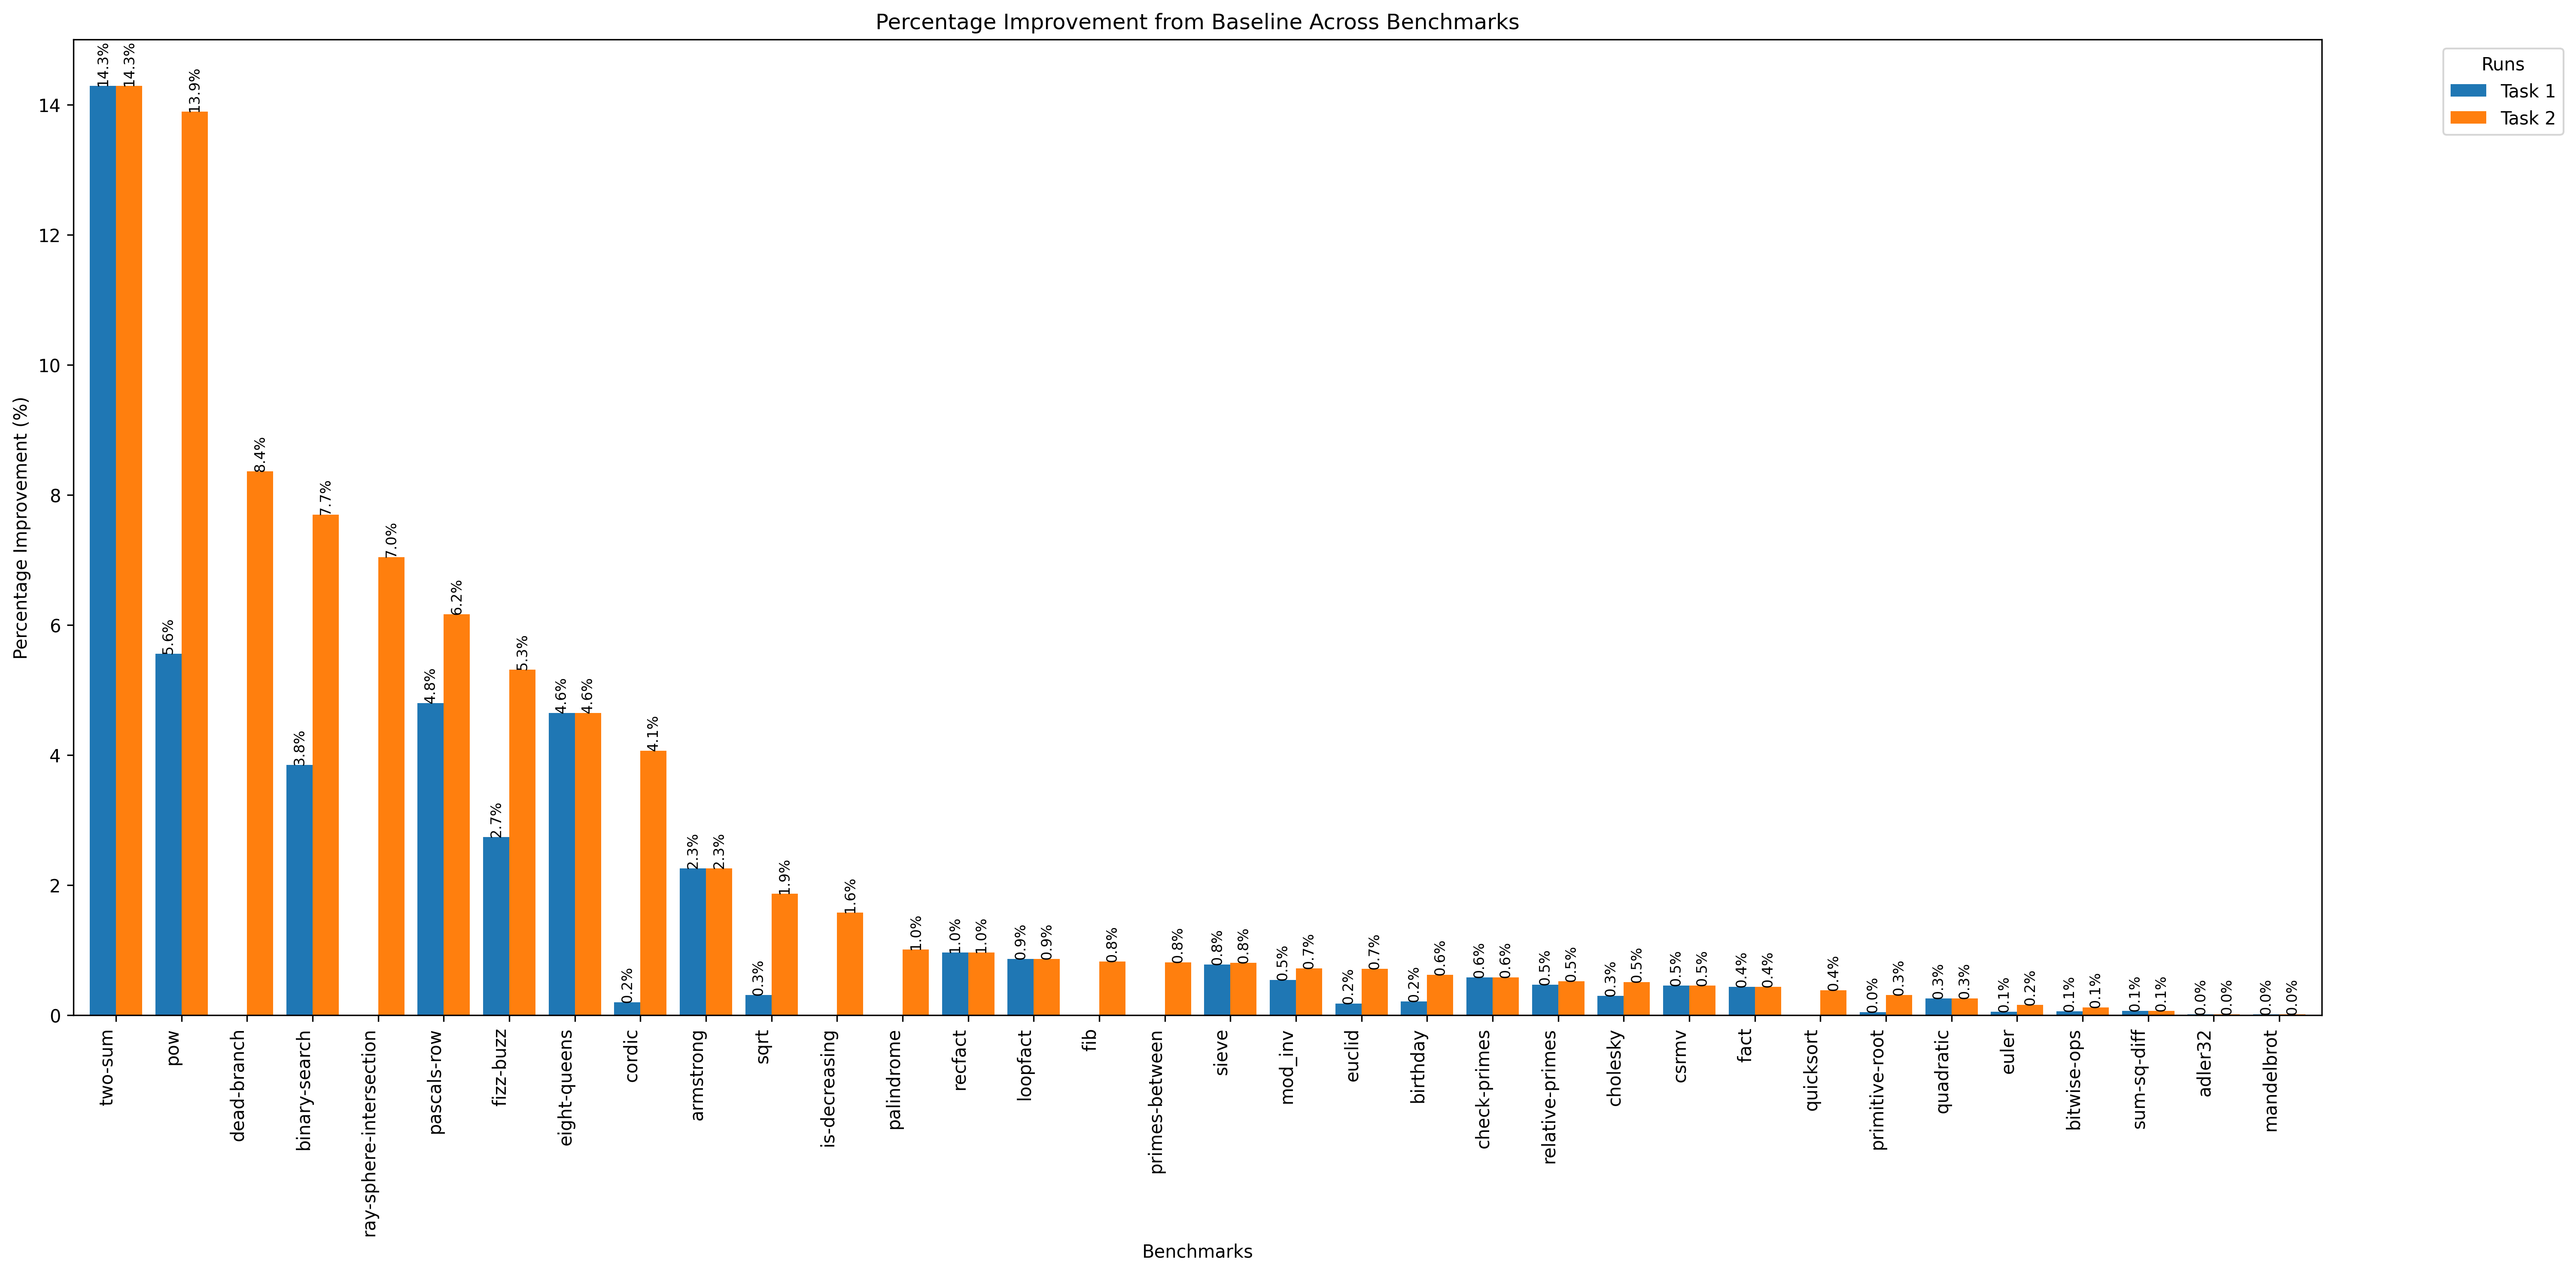 Percentage Improvement from Baseline Across Benchmarks
Runs
Task 1
Task 2
Percentage Improvement (%)
14
12
10
8
6
4
2
0
14.3%
14.3%
5.6%
13.9%
8.4%
3.8%
7.7%
7.0%
4.8%
6.2%
2.7%
5.3%
4.6%
4.6%
0.2%
4.1%
2.3%
2.3%
0.3%
1.9%
1.6%
1.0%
1.0%
1.0%
0.9%
0.9%
0.8%
0.8%
0.8%
0.8%
0.5%
0.7%
0.2%
0.7%
0.2%
0.6%
0.6%
0.6%
0.5%
0.5%
0.3%
0.5%
0.5%
0.5%
0.4%
0.4%
0.4%
0.0%
0.3%
0.3%
0.3%
0.1%
0.2%
0.1%
0.1%
0.1%
0.1%
0.0%
0.0%
0.0%
0.0%
two-sum
pow
dead-branch
binary-search
ray-sphere-intersection
pascals-row
fizz-buzz
eight-queens
cordic
armstrong
sqrt
is-decreasing
palindrome
recfact
loopfact
fib
primes-between
sieve
mod_inv
euclid
birthday
check-primes
relative-primes
cholesky
csrmv
fact
quicksort
primitive-root
quadratic
euler
bitwise-ops
sum-sq-diff
adler32
mandelbrot
Benchmarks